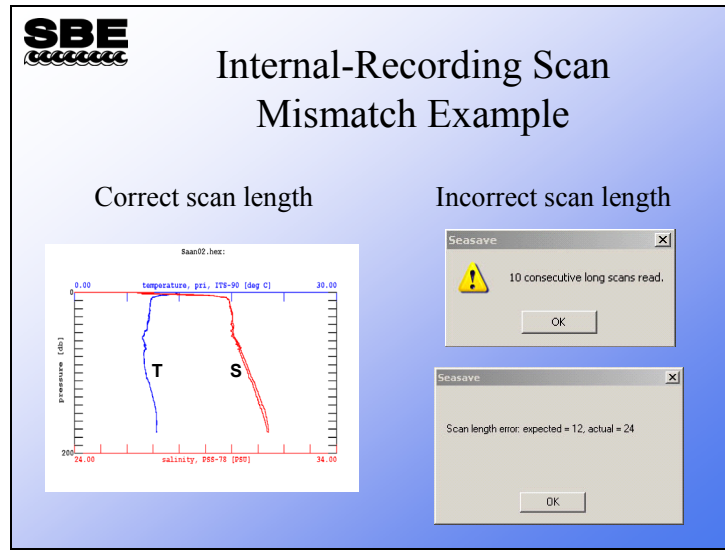 SBE
Internal-Recording Scan
Mismatch Example
Correct scan length
Incorrect scan length
Saan02.hex:
0.00 temperature, pri, ITS-90 [deg C] 30.00
0
pressure [db]
T
S
200
24.00 salinity, PSS-78 [PSU] 34.00
Seasave
10 consecutive long scans read.
OK
Seasave
Scan length error: expected = 12, actual = 24
OK